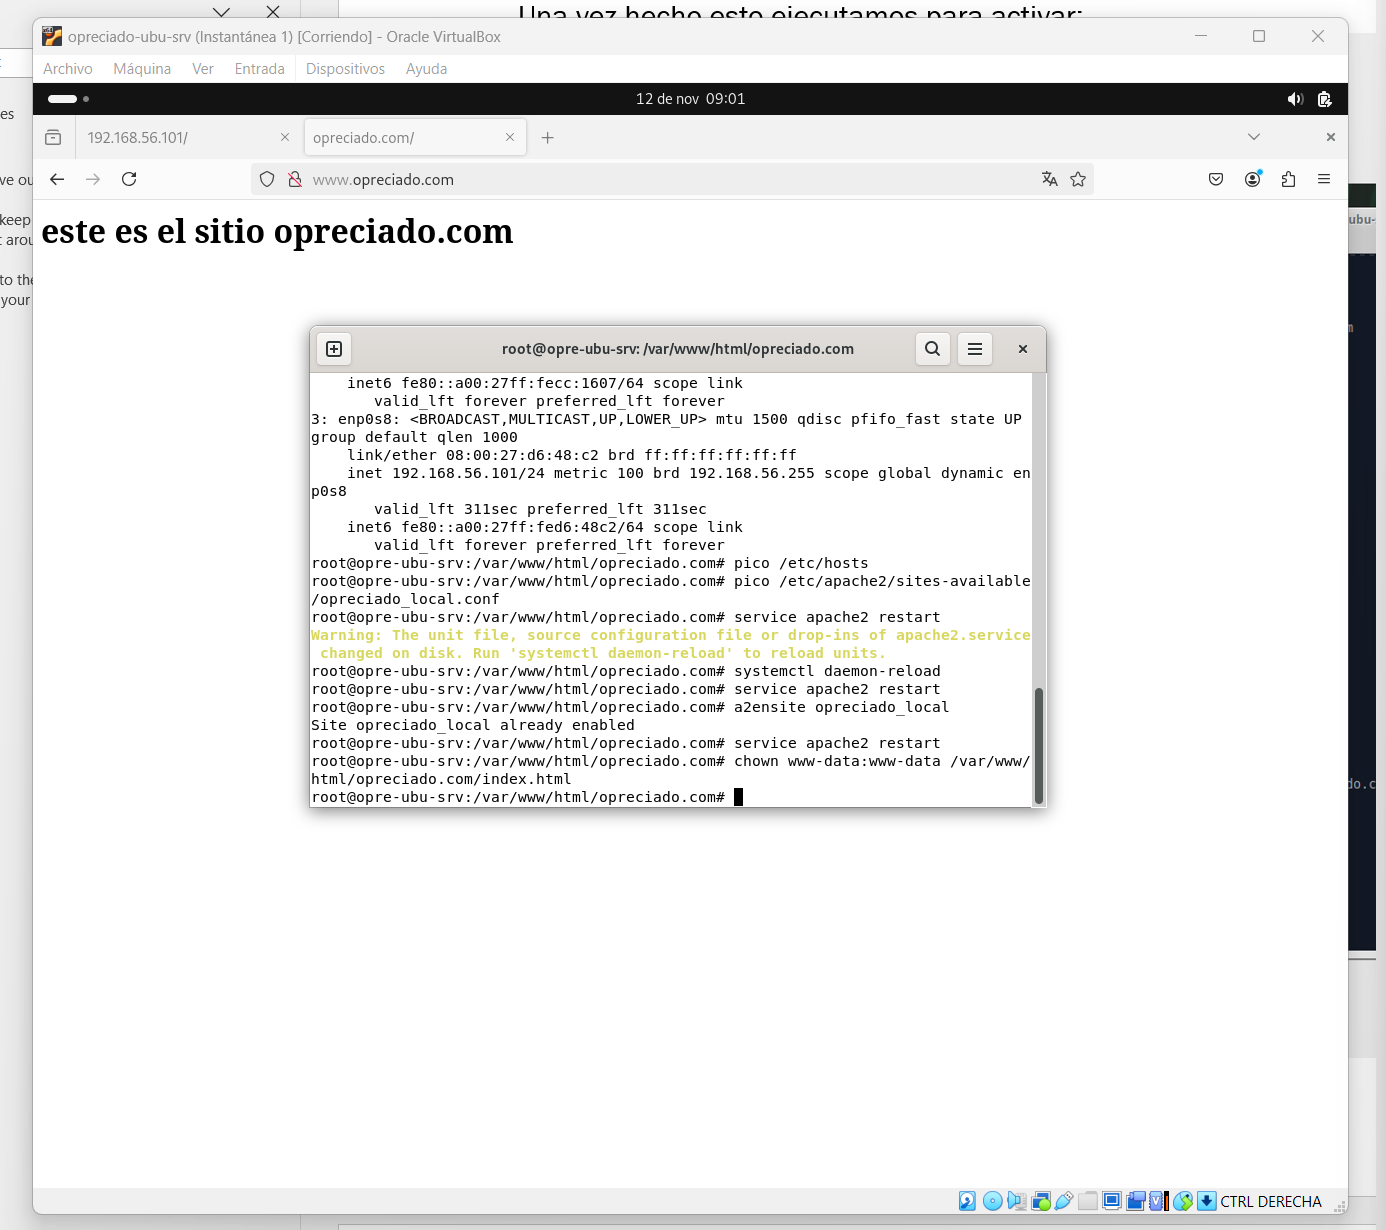 Una vez hecho esto ejecutamos para activar:
opreciado-ubu-srv (Instantánea 1) [Corriendo] - Oracle VirtualBox
Archivo Máquina Ver Entrada Dispositivos Ayuda
12 de nov 09:01
192.168.56.101/
opreciado.com/
www.opreciado.com
este es el sitio opreciado.com
root@opre-ubu-srv: /var/www/html/opreciado.com
inet6 fe80::a00:27ff:fecc:1607/64 scope link
valid_lft forever preferred_lft forever
3: enp0s8: <BROADCAST,MULTICAST,UP,LOWER_UP> mtu 1500 qdisc pfifo_fast state UP
group default qlen 1000
link/ether 08:00:27:d6:48:c2 brd ff:ff:ff:ff:ff:ff
inet 192.168.56.101/24 metric 100 brd 192.168.56.255 scope global dynamic en
p0s8
valid_lft 311sec preferred_lft 311sec
inet6 fe80::a00:27ff:fed6:48c2/64 scope link
valid_lft forever preferred_lft forever
root@opre-ubu-srv:/var/www/html/opreciado.com# pico /etc/hosts
root@opre-ubu-srv:/var/www/html/opreciado.com# pico /etc/apache2/sites-available
/opreciado_local.conf
root@opre-ubu-srv:/var/www/html/opreciado.com# service apache2 restart
Warning: The unit file, source configuration file or drop-ins of apache2.service
changed on disk. Run 'systemctl daemon-reload' to reload units.
root@opre-ubu-srv:/var/www/html/opreciado.com# systemctl daemon-reload
root@opre-ubu-srv:/var/www/html/opreciado.com# service apache2 restart
root@opre-ubu-srv:/var/www/html/opreciado.com# a2ensite opreciado_local
Site opreciado_local already enabled
root@opre-ubu-srv:/var/www/html/opreciado.com# service apache2 restart
root@opre-ubu-srv:/var/www/html/opreciado.com# chown www-data:www-data /var/www/
html/opreciado.com/index.html
root@opre-ubu-srv:/var/www/html/opreciado.com#
es
ve ou
keep
t arou
to the
your
ubu-
do.c
CTRL DERECHA